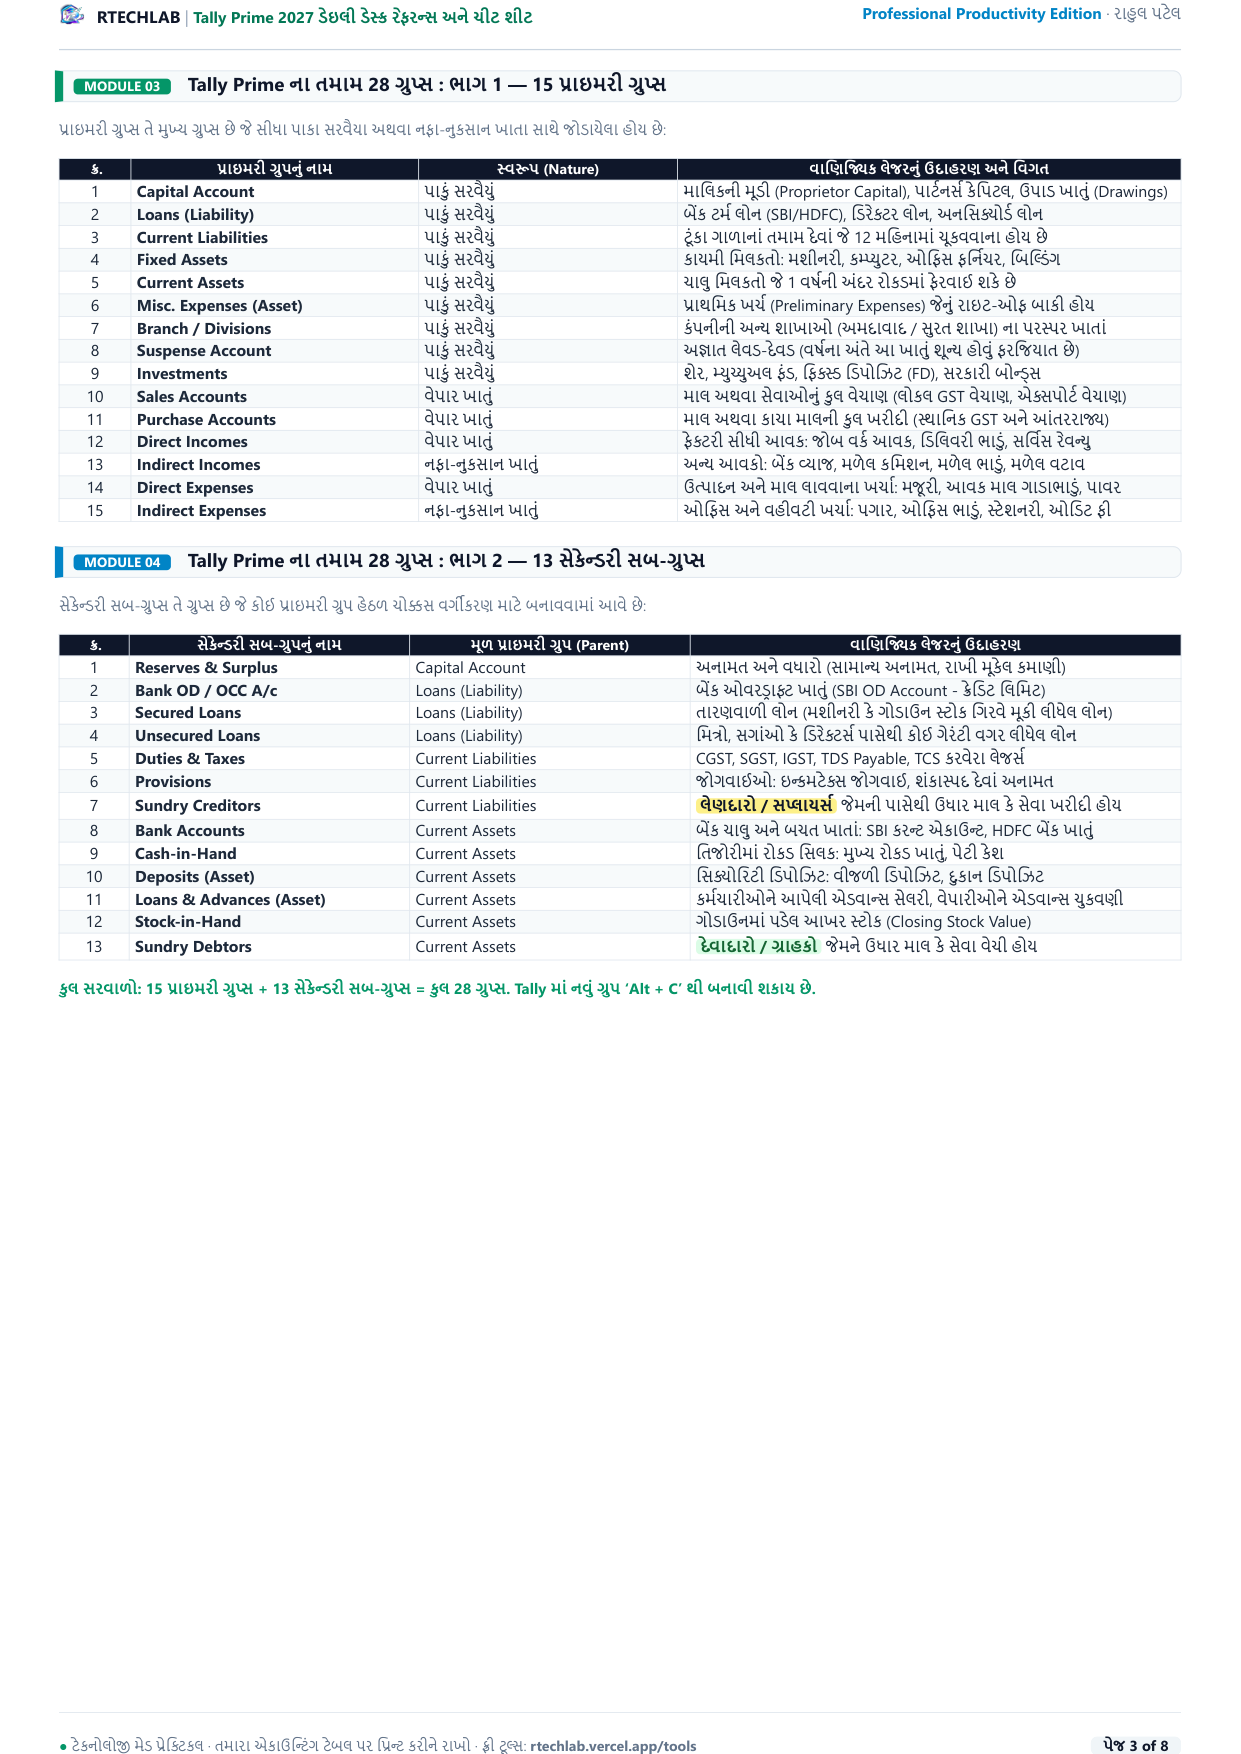 RTECHLAB | Tally Prime 2027 ડેઇલી ડેસ્ક રેફરન્સ અને ચીટ શીટ Professional Productivity Edition · રાહુલ પટેલ
MODULE 03 Tally Prime ના તમામ 28 ગ્રુપ્સ : ભાગ 1 — 15 પ્રાઇમરી ગ્રુપ્સ
પ્રાઇમરી ગ્રુપ્સ તે મુખ્ય ગ્રુપ્સ છે જે સીધા પાકા સરવૈયા અથવા નફા-નુકસાન ખાતા સાથે જોડાયેલા હોય છે:
ક્ર. પ્રાઇમરી ગ્રુપનું નામ સ્વરૂપ (Nature) વાણિજ્યિક લેજરનું ઉદાહરણ અને વિગત
1 Capital Account પાકું સરવૈયું માલિકની મૂડી (Proprietor Capital), પાર્ટનર્સ કેપિટલ, ઉપાડ ખાતું (Drawings)
2 Loans (Liability) પાકું સરવૈયું બેંક ટર્મ લોન (SBI/HDFC), ડિરેક્ટર લોન, અનસિક્યોર્ડ લોન
3 Current Liabilities પાકું સરવૈયું ટૂંકા ગાળાનાં તમામ દેવાં જે 12 મહિનામાં ચૂકવવાના હોય છે
4 Fixed Assets પાકું સરવૈયું કાયમી મિલકતો: મશીનરી, કમ્પ્યુટર, ઓફિસ ફર્નિચર, બિલ્ડિંગ
5 Current Assets પાકું સરવૈયું ચાલુ મિલકતો જે 1 વર્ષની અંદર રોકડમાં ફેરવાઈ શકે છે
6 Misc. Expenses (Asset) પાકું સરવૈયું પ્રાથમિક ખર્ચ (Preliminary Expenses) જેનું રાઇટ-ઓફ બાકી હોય
7 Branch / Divisions પાકું સરવૈયું કંપનીની અન્ય શાખાઓ (અમદાવાદ / સુરત શાખા) ના પરસ્પર ખાતાં
8 Suspense Account પાકું સરવૈયું અજ્ઞાત લેવડ-દેવડ (વર્ષના અંતે આ ખાતું શૂન્ય હોવું ફરજિયાત છે)
9 Investments પાકું સરવૈયું શેર, મ્યુચ્યુઅલ ફંડ, ફિક્સ્ડ ડિપોઝિટ (FD), સરકારી બોન્ડ્સ
10 Sales Accounts વેપાર ખાતું માલ અથવા સેવાઓનું કુલ વેચાણ (લોકલ GST વેચાણ, એક્સપોર્ટ વેચાણ)
11 Purchase Accounts વેપાર ખાતું માલ અથવા કાચા માલની કુલ ખરીદી (સ્થાનિક GST અને આંતરરાજ્ય)
12 Direct Incomes વેપાર ખાતું ફેક્ટરી સીધી આવક: જોબ વર્ક આવક, ડિલિવરી ભાડું, સર્વિસ રેવન્યુ
13 Indirect Incomes નફા-નુકસાન ખાતું અન્ય આવકો: બેંક વ્યાજ, મળેલ કમિશન, મળેલ ભાડું, મળેલ વટાવ
14 Direct Expenses વેપાર ખાતું ઉત્પાદન અને માલ લાવવાના ખર્ચા: મજૂરી, આવક માલ ગાડાભાડું, પાવર
15 Indirect Expenses નફા-નુકસાન ખાતું ઓફિસ અને વહીવટી ખર્ચા: પગાર, ઓફિસ ભાડું, સ્ટેશનરી, ઓડિટ ફી
MODULE 04 Tally Prime ના તમામ 28 ગ્રુપ્સ : ભાગ 2 — 13 સેકેન્ડરી સબ-ગ્રુપ્સ
સેકેન્ડરી સબ-ગ્રુપ્સ તે ગ્રુપ્સ છે જે કોઈ પ્રાઇમરી ગ્રુપ હેઠળ ચોક્કસ વર્ગીકરણ માટે બનાવવામાં આવે છે:
ક્ર. સેકેન્ડરી સબ-ગ્રુપનું નામ મૂળ પ્રાઇમરી ગ્રુપ (Parent) વાણિજ્યિક લેજરનું ઉદાહરણ
1 Reserves & Surplus Capital Account અનામત અને વધારો (સામાન્ય અનામત, રાખી મૂકેલ કમાણી)
2 Bank OD / OCC A/c Loans (Liability) બેંક ઓવરડ્રાફ્ટ ખાતું (SBI OD Account - ક્રેડિટ લિમિટ)
3 Secured Loans Loans (Liability) તારણવાળી લોન (મશીનરી કે ગોડાઉન સ્ટોક ગિરવે મૂકી લીધેલ લોન)
4 Unsecured Loans Loans (Liability) મિત્રો, સગાંઓ કે ડિરેક્ટર્સ પાસેથી કોઈ ગેરંટી વગર લીધેલ લોન
5 Duties & Taxes Current Liabilities CGST, SGST, IGST, TDS Payable, TCS કરવેરા લેજર્સ
6 Provisions Current Liabilities જોગવાઈઓ: ઇન્કમટેક્સ જોગવાઈ, શંકાસ્પદ દેવાં અનામત
7 Sundry Creditors Current Liabilities લેણદારો / સપ્લાયર્સ જેમની પાસેથી ઉધાર માલ કે સેવા ખરીદી હોય
8 Bank Accounts Current Assets બેંક ચાલુ અને બચત ખાતાં: SBI કરન્ટ એકાઉન્ટ, HDFC બેંક ખાતું
9 Cash-in-Hand Current Assets તિજોરીમાં રોકડ સિલક: મુખ્ય રોકડ ખાતું, પેટી કેશ
10 Deposits (Asset) Current Assets સિક્યોરિટી ડિપોઝિટ: વીજળી ડિપોઝિટ, દુકાન ડિપોઝિટ
11 Loans & Advances (Asset) Current Assets કર્મચારીઓને આપેલી એડવાન્સ સેલરી, વેપારીઓને એડવાન્સ ચુકવણી
12 Stock-in-Hand Current Assets ગોડાઉનમાં પડેલ આખર સ્ટોક (Closing Stock Value)
13 Sundry Debtors Current Assets દેવાદારો / ગ્રાહકો જેમને ઉધાર માલ કે સેવા વેચી હોય
કુલ સરવાળો: 15 પ્રાઇમરી ગ્રુપ્સ + 13 સેકેન્ડરી સબ-ગ્રુપ્સ = કુલ 28 ગ્રુપ્સ. Tally માં નવું ગ્રુપ ‘Alt + C’ થી બનાવી શકાય છે.
● ટેકનોલોજી મેડ પ્રેક્ટિકલ · તમારા એકાઉન્ટિંગ ટેબલ પર પ્રિન્ટ કરીને રાખો · ફ્રી ટૂલ્સ: rtechlab.vercel.app/tools પેજ 3 of 8